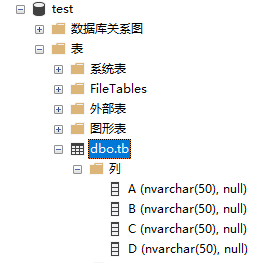 test
数据库关系图
表
系统表
FileTables
外部表
图形表
dbo.tb
列
A (nvarchar(50), null)
B (nvarchar(50), null)
C (nvarchar(50), null)
D (nvarchar(50), null)